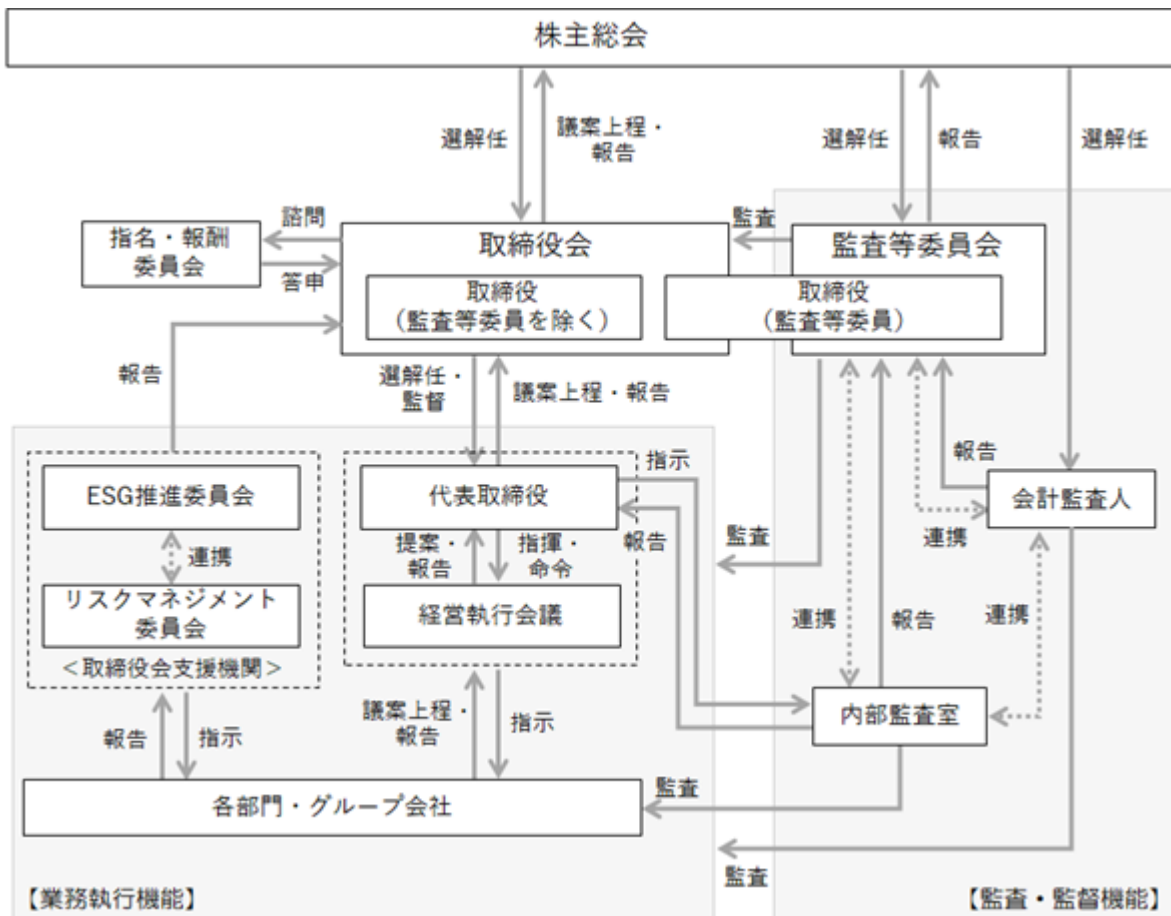 株主総会
選解任
議案上程・
報告
選解任
報告
選解任
諮問
指名・報酬
委員会
答申
取締役会
監査
監査等委員会
取締役
（監査等委員を除く）
取締役
（監査等委員）
報告
選解任・
監督
議案上程・報告
ESG推進委員会
連携
リスクマネジメント
委員会
＜取締役会支援機関＞
代表取締役
提案・
報告
指揮・
命令
経営執行会議
指示
報告
監査
報告
会計監査人
連携
連携
報告
連携
内部監査室
報告
指示
議案上程・
報告
指示
各部門・グループ会社
監査
監査
【業務執行機能】
【監査・監督機能】